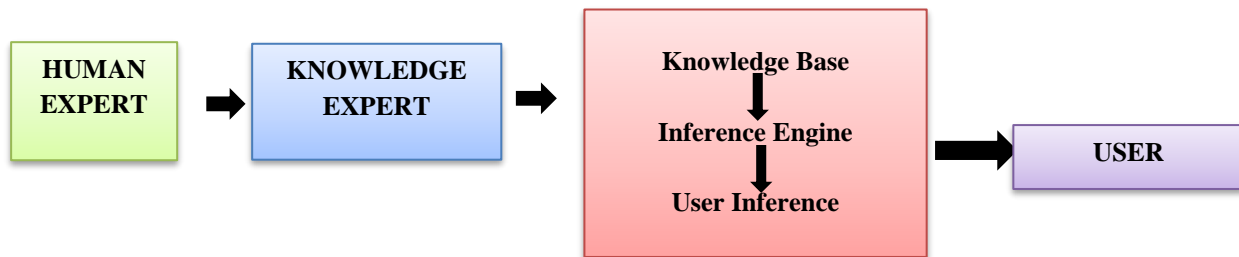 HUMAN
EXPERT
KNOWLEDGE
EXPERT
Knowledge Base
Inference Engine
User Inference
USER